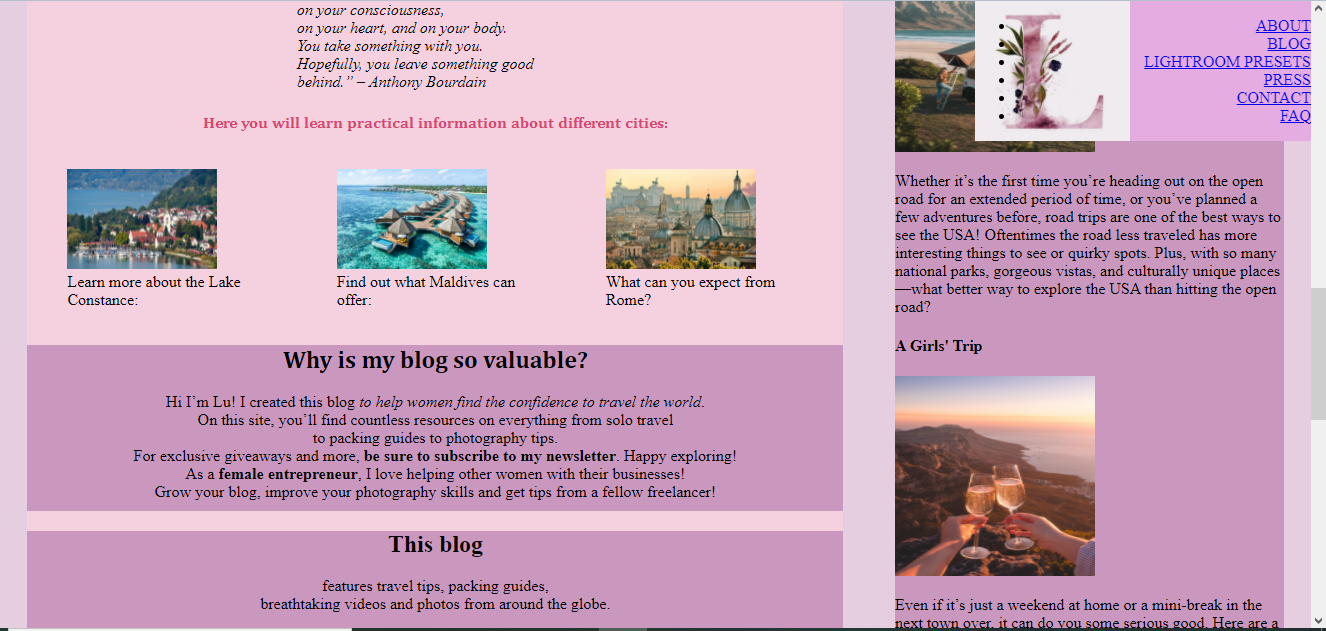 on your consciousness,
on your heart, and on your body.
You take something with you.
Hopefully, you leave something good
behind.” – Anthony Bourdain
Here you will learn practical information about different cities:
Learn more about the Lake
Constance:
Find out what Maldives can
offer:
What can you expect from
Rome?
Why is my blog so valuable?
Hi I’m Lu! I created this blog to help women find the confidence to travel the world.
On this site, you’ll find countless resources on everything from solo travel
to packing guides to photography tips.
For exclusive giveaways and more, be sure to subscribe to my newsletter. Happy exploring!
As a female entrepreneur, I love helping other women with their businesses!
Grow your blog, improve your photography skills and get tips from a fellow freelancer!
This blog
features travel tips, packing guides,
breathtaking videos and photos from around the globe.
L
ABOUT
BLOG
LIGHTROOM PRESETS
PRESS
CONTACT
FAQ
Whether it’s the first time you’re heading out on the open
road for an extended period of time, or you’ve planned a
few adventures before, road trips are one of the best ways to
see the USA! Oftentimes the road less traveled has more
interesting things to see or quirky spots. Plus, with so many
national parks, gorgeous vistas, and culturally unique places
—what better way to explore the USA than hitting the open
road?
A Girls' Trip
Even if it’s just a weekend at home or a mini-break in the
next town over, it can do you some serious good. Here are a